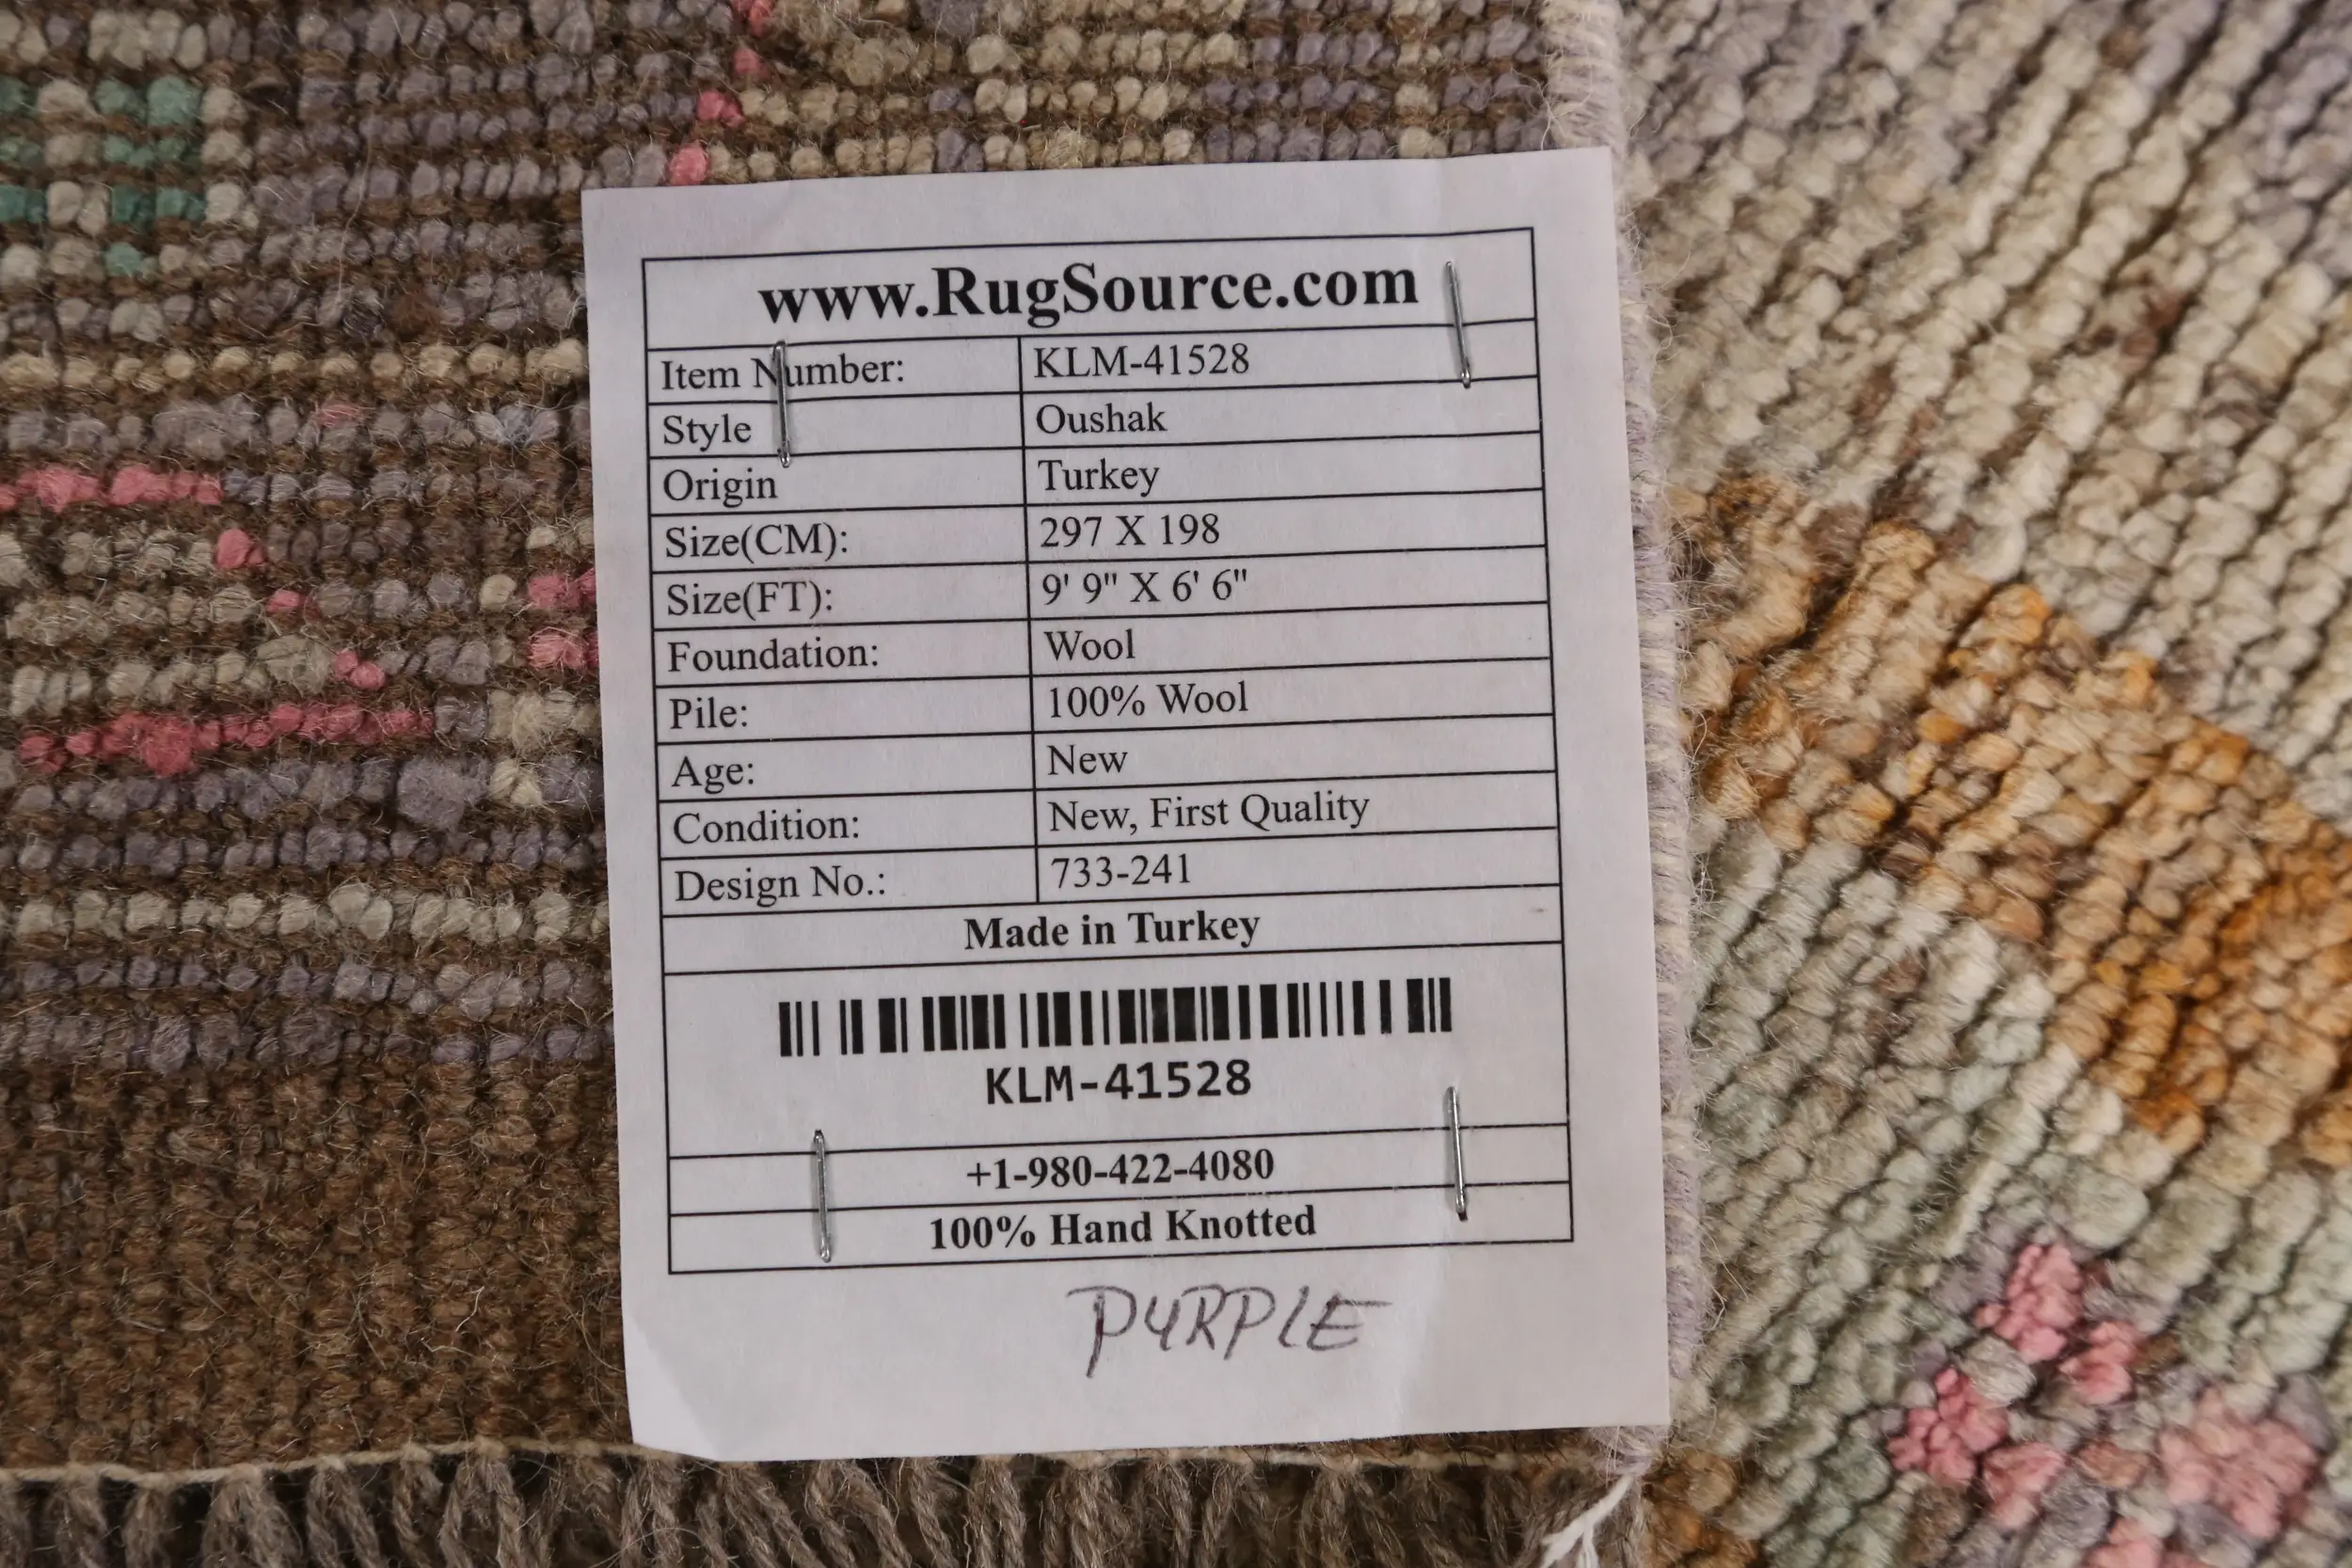 www.RugSource.com
Item Number: KLM-41528
Style Oushak
Origin Turkey
Size(CM): 297 X 198
Size(FT): 9' 9" X 6' 6"
Foundation: Wool
Pile: 100% Wool
Age: New
Condition: New, First Quality
Design No.: 733-241
Made in Turkey
KLM-41528
+1-980-422-4080
100% Hand Knotted
PURPLE